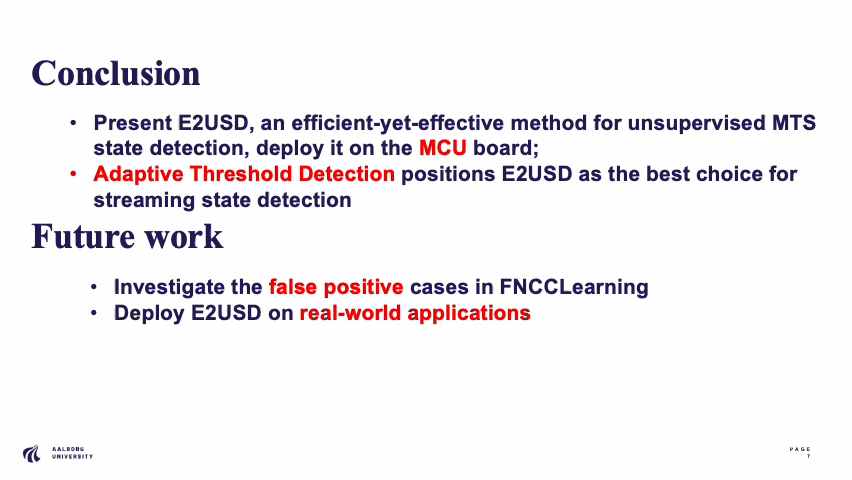 Conclusion
• Present E2USD, an efficient-yet-effective method for unsupervised MTS
state detection, deploy it on the MCU board;
• Adaptive Threshold Detection positions E2USD as the best choice for
streaming state detection
Future work
• Investigate the false positive cases in FNCCLearning
• Deploy E2USD on real-world applications
AALBORG
UNIVERSITY
PAGE
7